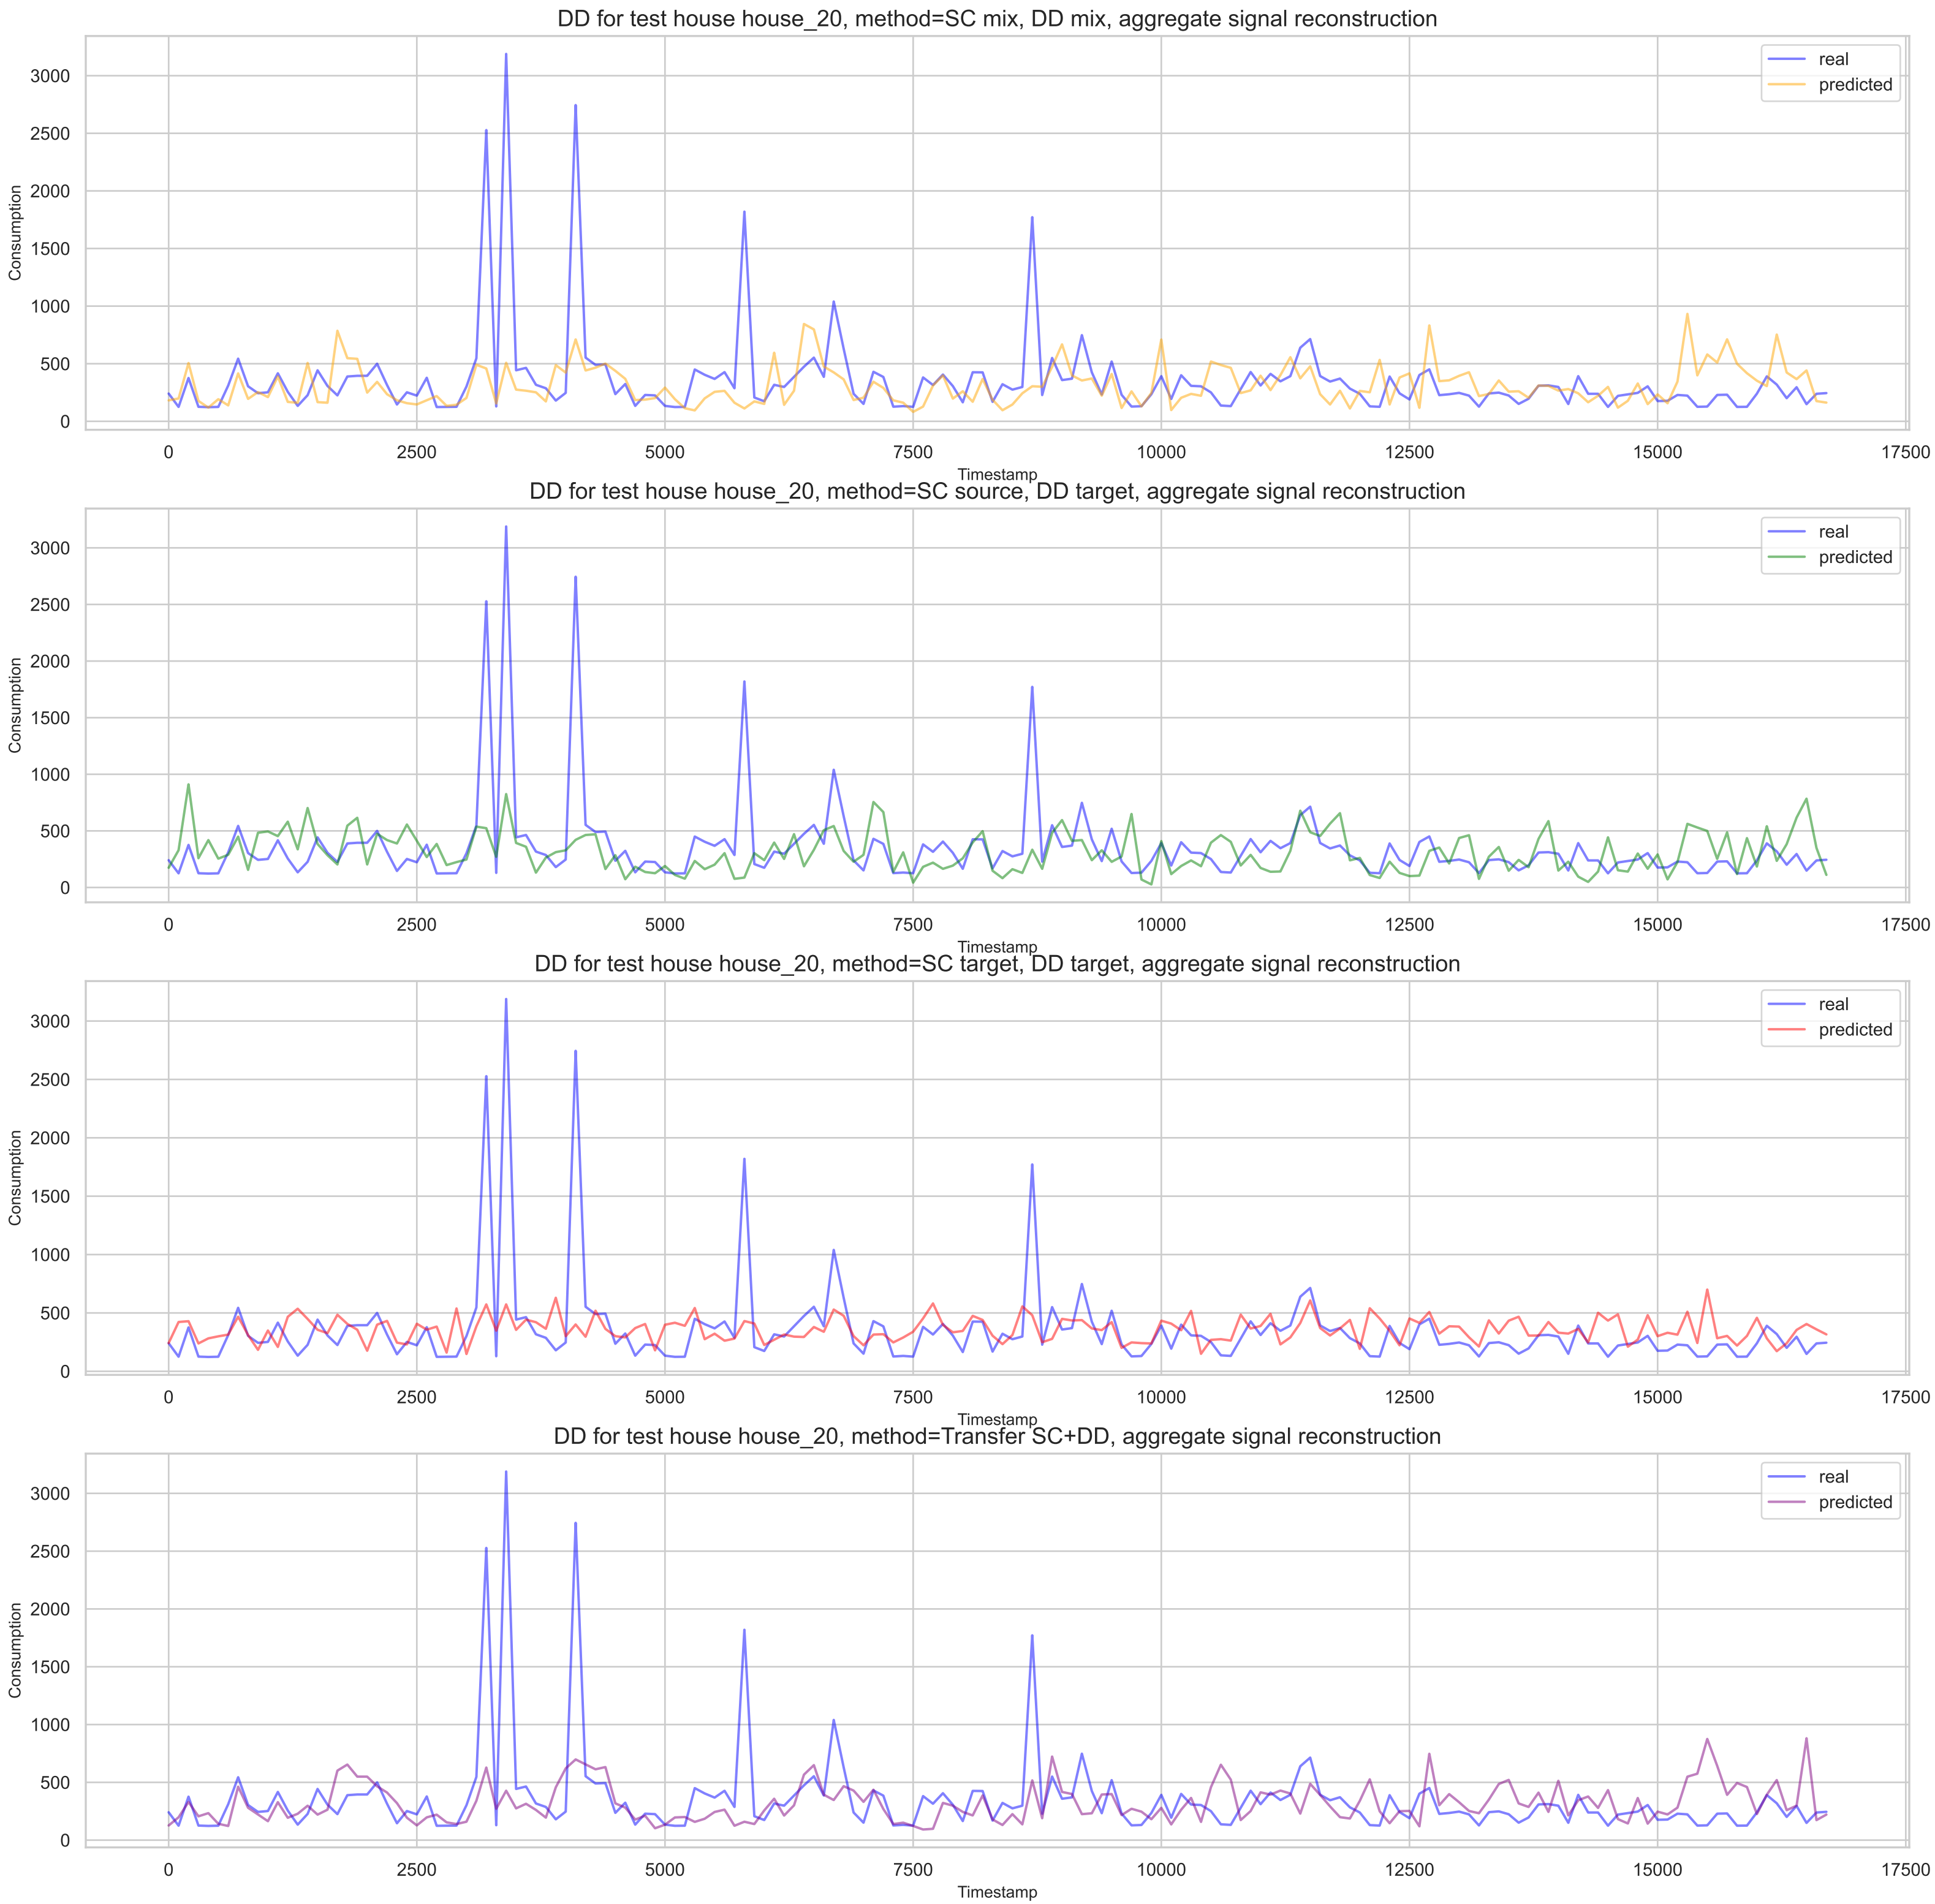 DD for test house house_20, method=SC mix, DD mix, aggregate signal reconstruction
real
predicted
3000
2500
2000
1500
1000
500
0
Consumption
0 2500 5000 7500 10000 12500 15000 17500
Timestamp
DD for test house house_20, method=SC source, DD target, aggregate signal reconstruction
real
predicted
3000
2500
2000
1500
1000
500
0
Consumption
0 2500 5000 7500 10000 12500 15000 17500
Timestamp
DD for test house house_20, method=SC target, DD target, aggregate signal reconstruction
real
predicted
3000
2500
2000
1500
1000
500
0
Consumption
0 2500 5000 7500 10000 12500 15000 17500
Timestamp
DD for test house house_20, method=Transfer SC+DD, aggregate signal reconstruction
real
predicted
3000
2500
2000
1500
1000
500
0
Consumption
0 2500 5000 7500 10000 12500 15000 17500
Timestamp